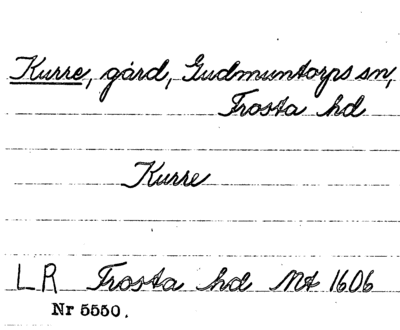 Kurre, gård, Gudmuntorps sn,
Frosta hd
Kurre
LR Frosta hd Mt 1606
Nr 5550.